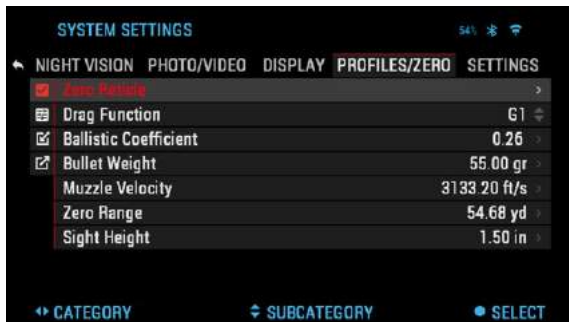 SYSTEM SETTINGS 54%
NIGHT VISION PHOTO/VIDEO DISPLAY PROFILES/ZERO SETTINGS
Zero Reticle
Drag Function G1
Ballistic Coefficient 0.26
Bullet Weight 55.00 gr
Muzzle Velocity 3133.20 ft/s
Zero Range 54.68 yd
Sight Height 1.50 in
CATEGORY SUBCATEGORY SELECT